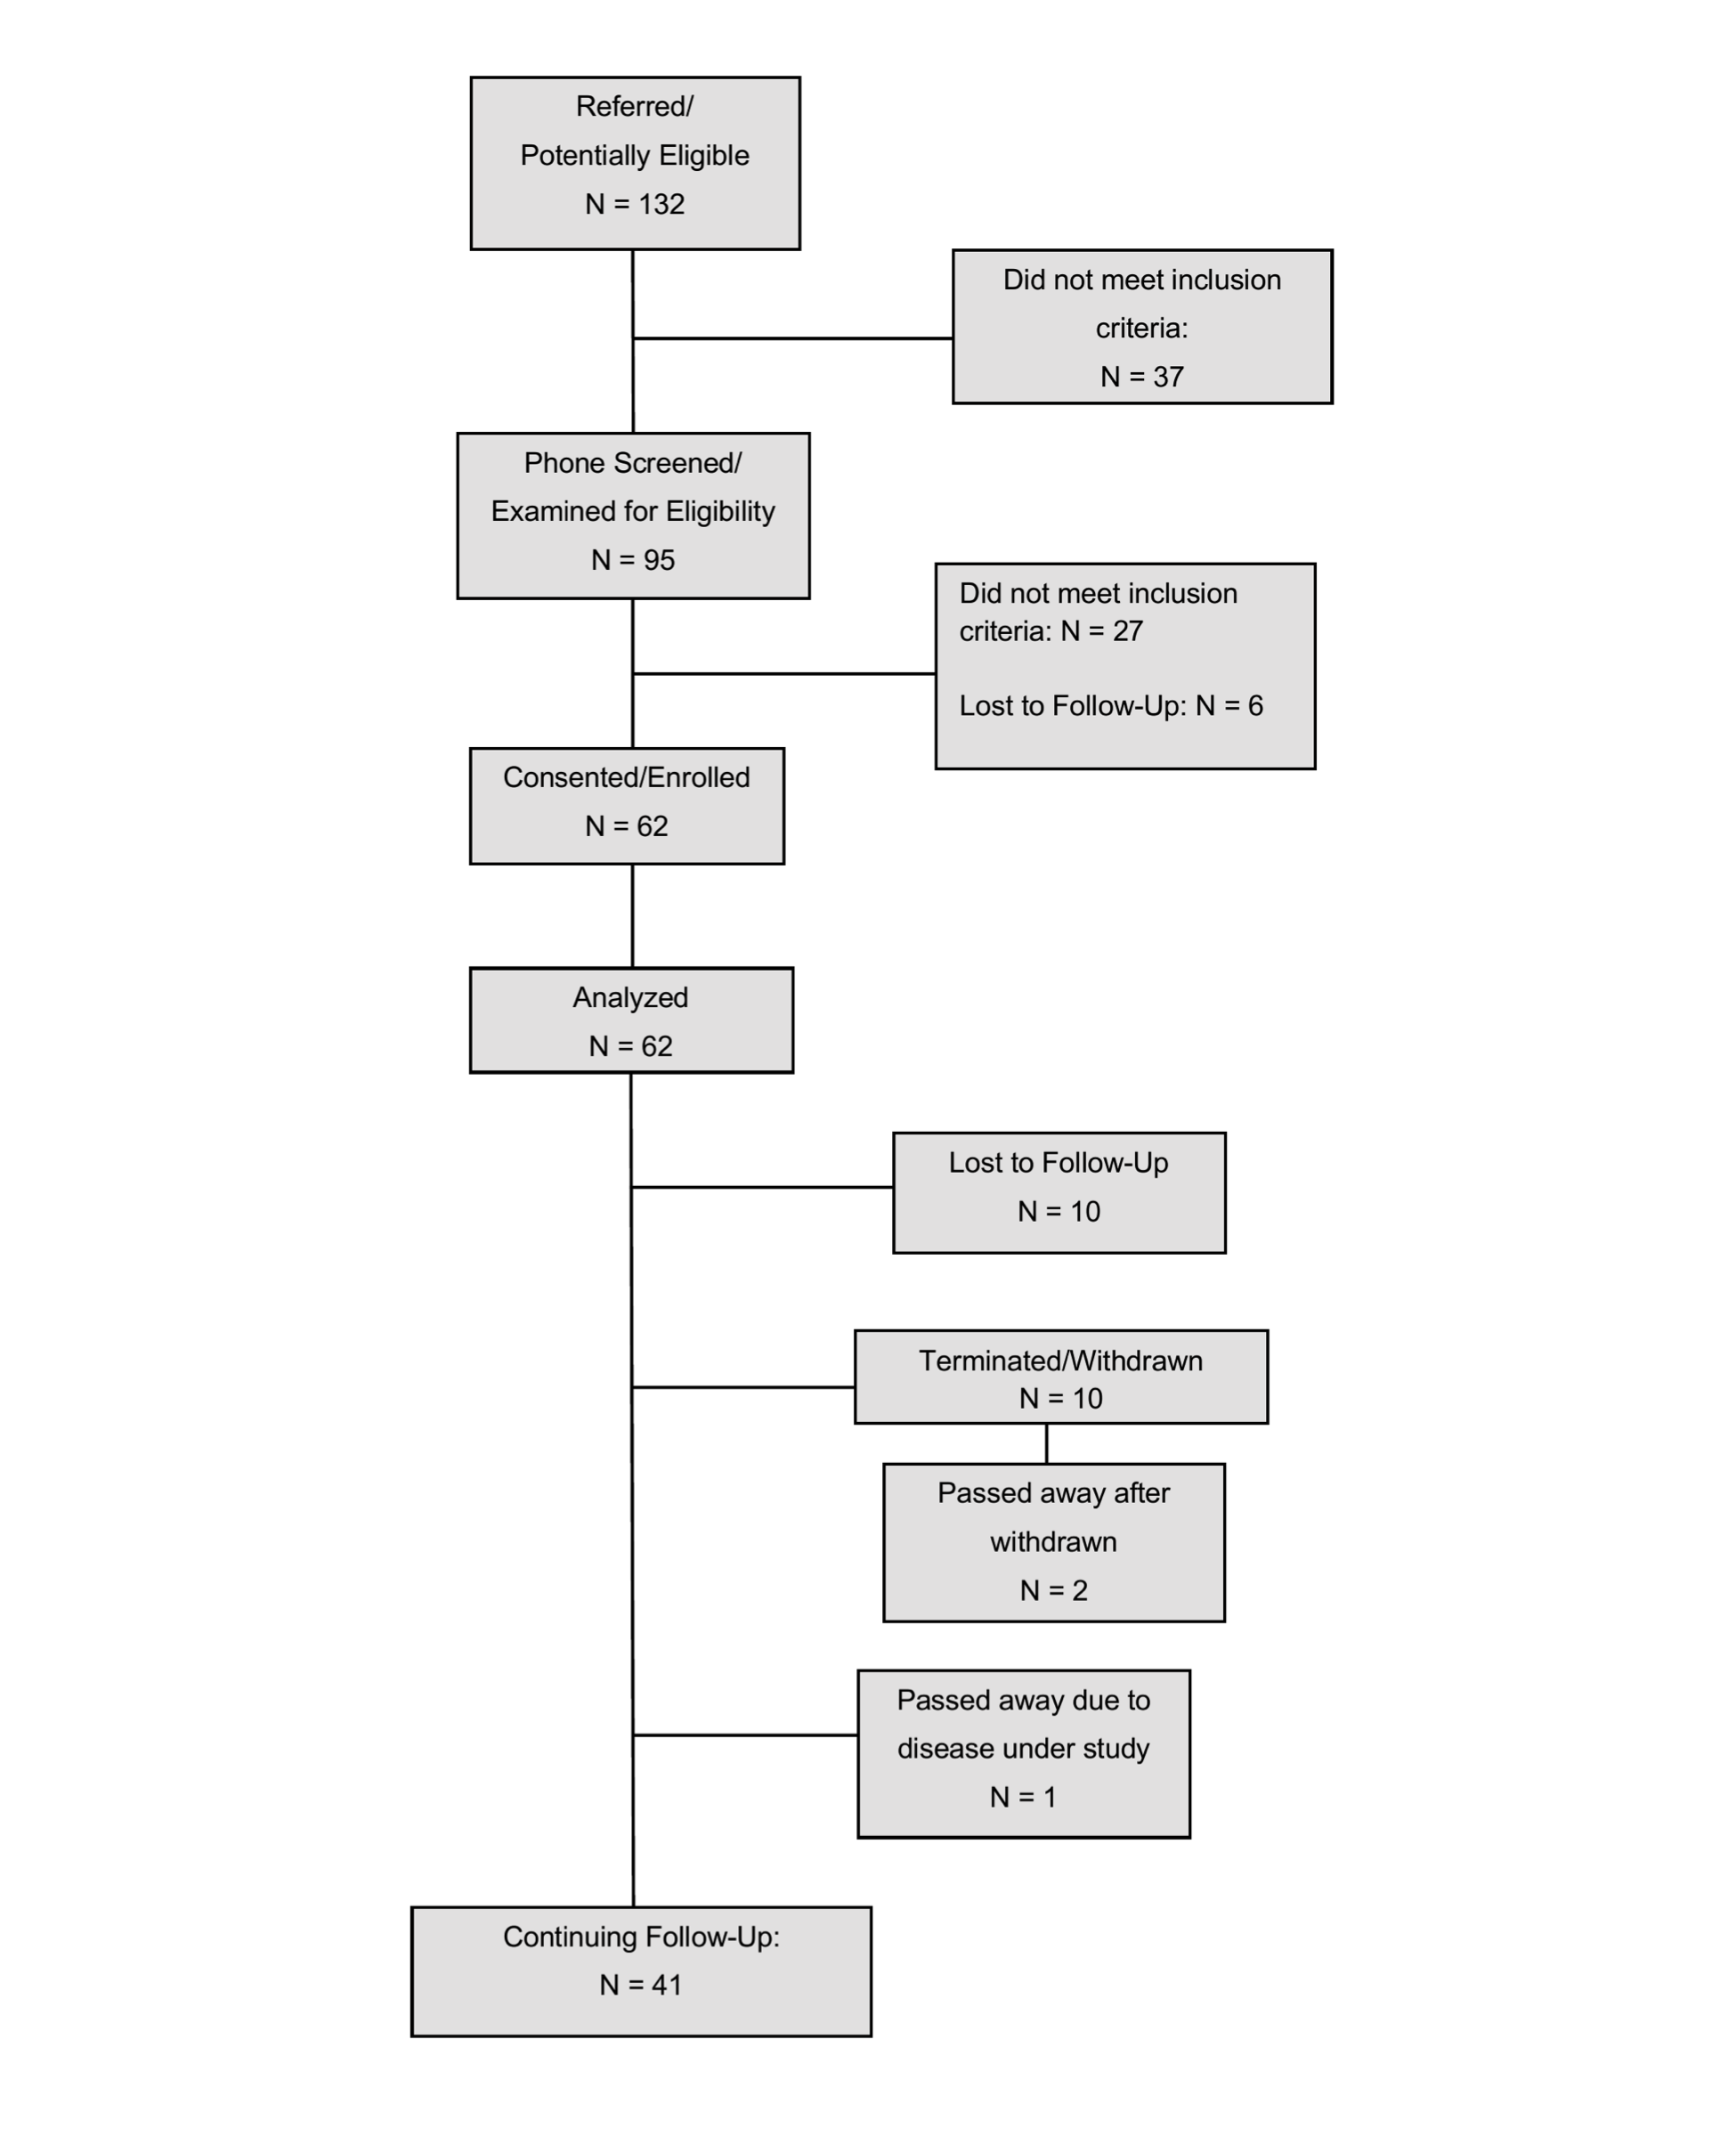 Referred/
Potentially Eligible
N = 132
Did not meet inclusion
criteria:
N = 37
Phone Screened/
Examined for Eligibility
N = 95
Did not meet inclusion
criteria: N = 27
Lost to Follow-Up: N = 6
Consented/Enrolled
N = 62
Analyzed
N = 62
Lost to Follow-Up
N = 10
Terminated/Withdrawn
N = 10
Passed away after
withdrawn
N = 2
Passed away due to
disease under study
N = 1
Continuing Follow-Up:
N = 41